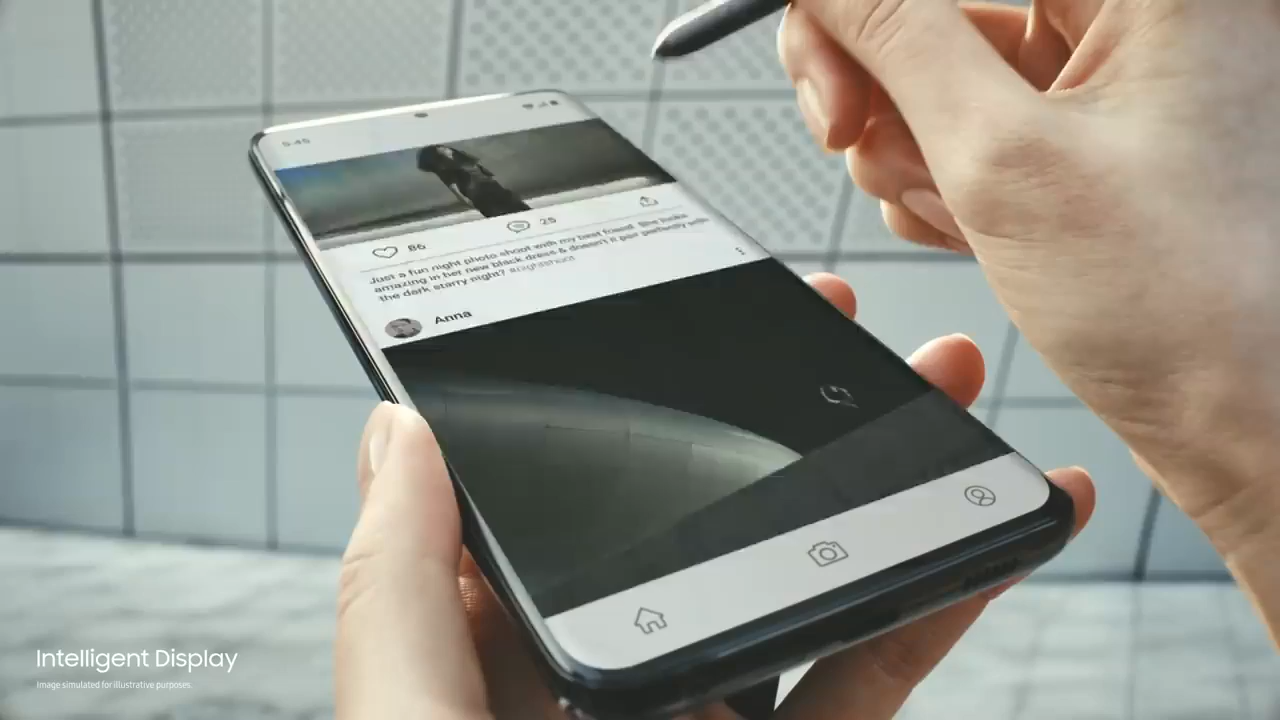 5:45
86
25
Just a fun night photo shoot with my best friend. She looks
amazing in her new black dress & doesn't it pair perfectly with
the dark starry night? #nightshoot
Anna
Intelligent Display
Image simulated for illustrative purposes.